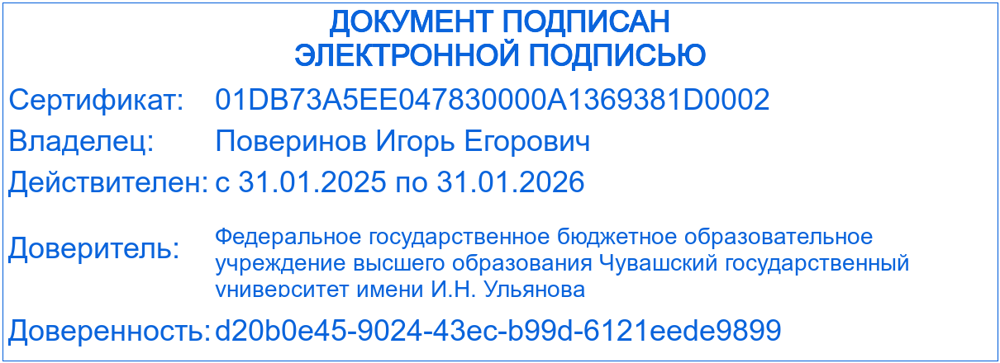 ДОКУМЕНТ ПОДПИСАН
ЭЛЕКТРОННОЙ ПОДПИСЬЮ
Сертификат: 01DB73A5EE047830000A1369381D0002
Владелец: Поверинов Игорь Егорович
Действителен: с 31.01.2025 по 31.01.2026
Доверитель: Федеральное государственное бюджетное образовательное
учреждение высшего образования Чувашский государственный
университет имени И.Н. Ульянова
Доверенность: d20b0e45-9024-43ec-b99d-6121eede9899